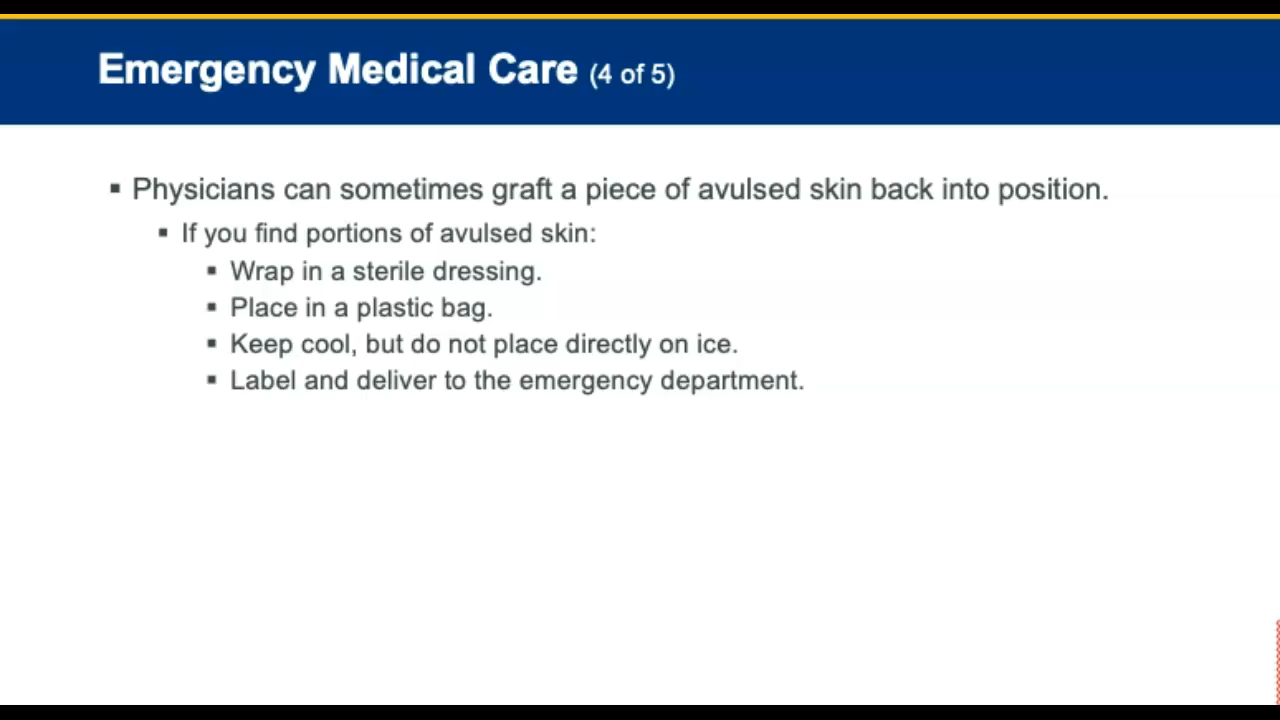 Emergency Medical Care (4 of 5)
▪ Physicians can sometimes graft a piece of avulsed skin back into position.
▪ If you find portions of avulsed skin:
▪ Wrap in a sterile dressing.
▪ Place in a plastic bag.
▪ Keep cool, but do not place directly on ice.
▪ Label and deliver to the emergency department.